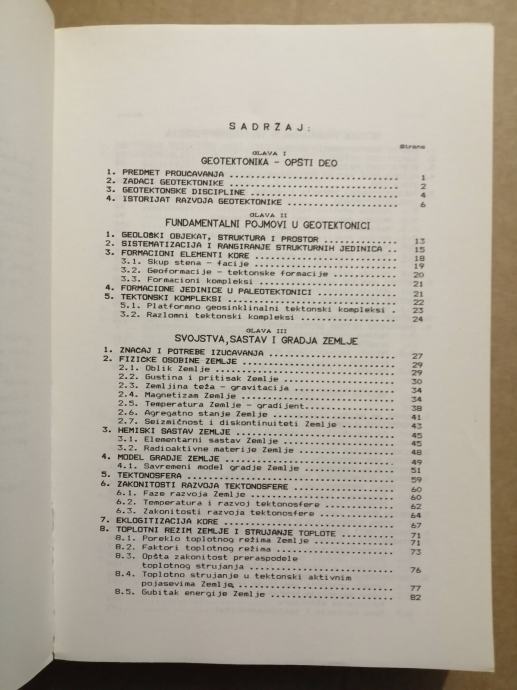 SADRŽAJ:
Strana
GLAVA I
GEOTEKTONIKA - OPŠTI DEO
1. PREDMET PROUČAVANJA ........ 1
2. ZADACI GEOTEKTONIKE ........ 2
3. GEOTEKTONSKE DISCIPLINE ........ 4
4. ISTORIJAT RAZVOJA GEOTEKTONIKE ........ 6
GLAVA II
FUNDAMENTALNI POJMOVI U GEOTEKTONICI
1. GEOLOŠKI OBJEKAT, STRUKTURA I PROSTOR ........ 13
2. SISTEMATIZACIJA I RANGIRANJE STRUKTURNIH JEDINICA .. 15
3. FORMACIONI ELEMENTI KORE ........ 18
3.1. Skup stena - facije ........ 19
3.2. Geoformacije - tektonske formacije ........ 20
3.3. Formacioni kompleksi ........ 21
4. FORMACIONE JEDINICE U PALEOTEKTONICI ........ 21
5. TEKTONSKI KOMPLEKSI ........ 22
5.1. Platformno geosinklinalni tektonski kompleksi . 23
3.2. Razlomni tektonski kompleksi ........ 24
GLAVA III
SVOJSTVA, SASTAV I GRADJA ZEMLJE
1. ZNAČAJ I POTREBE IZUČAVANJA ........ 27
2. FIZIČKE OSOBINE ZEMLJE ........ 29
2.1. Oblik Zemlje ........ 29
2.2. Gustina i pritisak Zemlje ........ 30
2.3. Zemljina teža - gravitacija ........ 34
2.4. Magnetizam Zemlje ........ 34
2.5. Temperatura Zemlje - gradijent ........ 38
2.6. Agregatno stanje Zemlje ........ 41
2.7. Seizmičnost i diskontinuiteti Zemlje ........ 43
3. HEMISKI SASTAV ZEMLJE ........ 45
3.1. Elementarni sastav Zemlje ........ 45
3.2. Radioaktivne materije Zemlje ........ 48
4. MODEL GRADJE ZEMLJE ........ 49
4.1. Savremeni model gradje Zemlje ........ 51
5. TEKTONOSFERA ........ 59
6. ZAKONITOSTI RAZVOJA TEKTONOSFERE ........ 60
6.1. Faze razvoja Zemlje ........ 60
6.2. Temperatura i razvoj tektonosfere ........ 62
6.3. Zakonitosti razvoja tektonosfere ........ 64
7. EKLOGITIZACIJA KORE ........ 67
8. TOPLOTNI REŽIM ZEMLJE I STRUJANJE TOPLOTE ........ 71
8.1. Poreklo toplotnog režima Zemlje ........ 71
8.2. Faktori toplotnog režima ........ 73
8.3. Opšta zakonitost preraspodele
toplotnog strujanja ........ 76
8.4. Toplotno strujanje u tektonski aktivnim
pojasevima Zemlje ........ 77
8.5. Gubitak energije Zemlje ........ 82